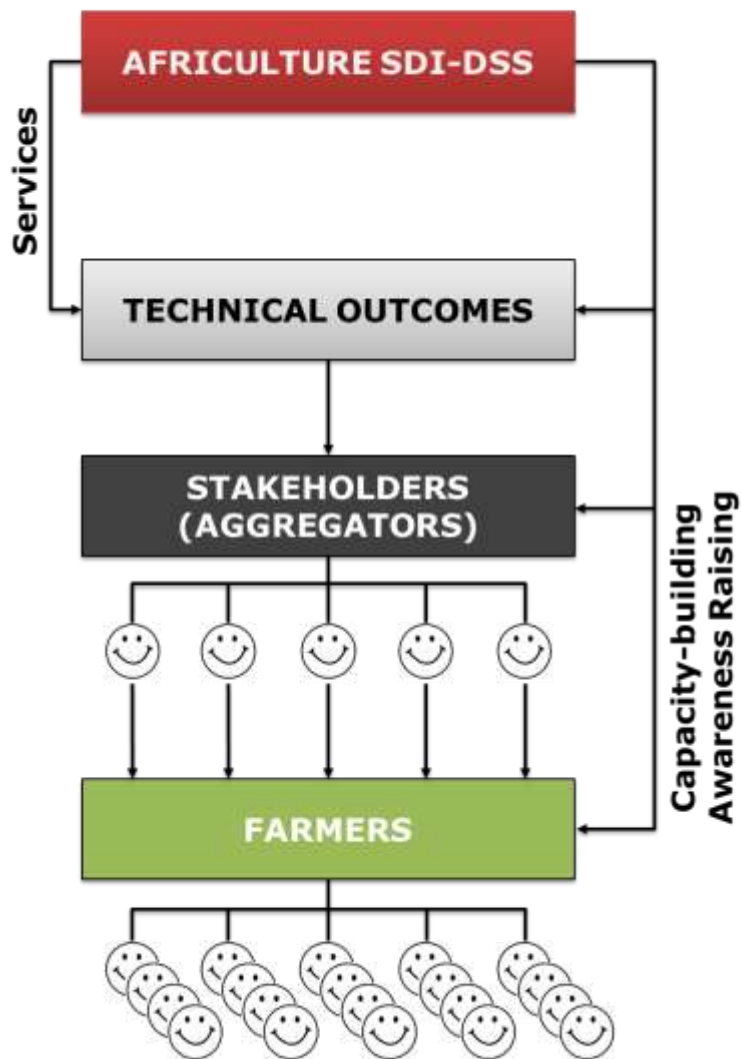 AFRICULTURE SDI-DSS
Services
TECHNICAL OUTCOMES
STAKEHOLDERS
(AGGREGATORS)
Capacity-building
Awareness Raising
FARMERS